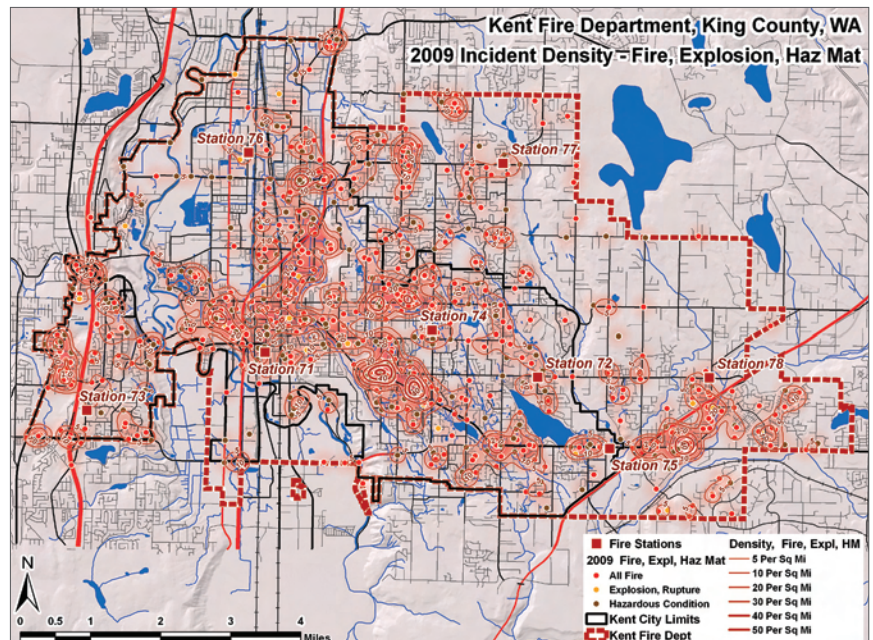 Kent Fire Department, King County, WA
2009 Incident Density - Fire, Explosion, Haz Mat
Station 76
Station 77
Station 74
Station 71
Station 72
Station 78
Station 73
Station 75
N
0 0.5 1 2 3 4
Miles
Fire Stations
2009 Fire, Expl, Haz Mat
All Fire
Explosion, Rupture
Hazardous Condition
Kent City Limits
Kent Fire Dept
Density, Fire, Expl, HM
5 Per Sq Mi
10 Per Sq Mi
20 Per Sq Mi
30 Per Sq Mi
40 Per Sq Mi
50 Per Sq Mi